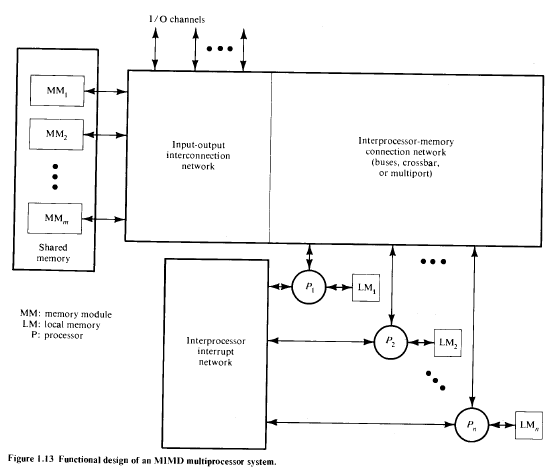 I/O channels
MM1
MM2
MMm
Shared
memory
Input-output
interconnection
network
Interprocessor-memory
connection network
(buses, crossbar,
or multiport)
P1
LM1
Interprocessor
interrupt
network
P2
LM2
Pn
LMn
MM: memory module
LM: local memory
P: processor
Figure 1.13 Functional design of an MIMD multiprocessor system.